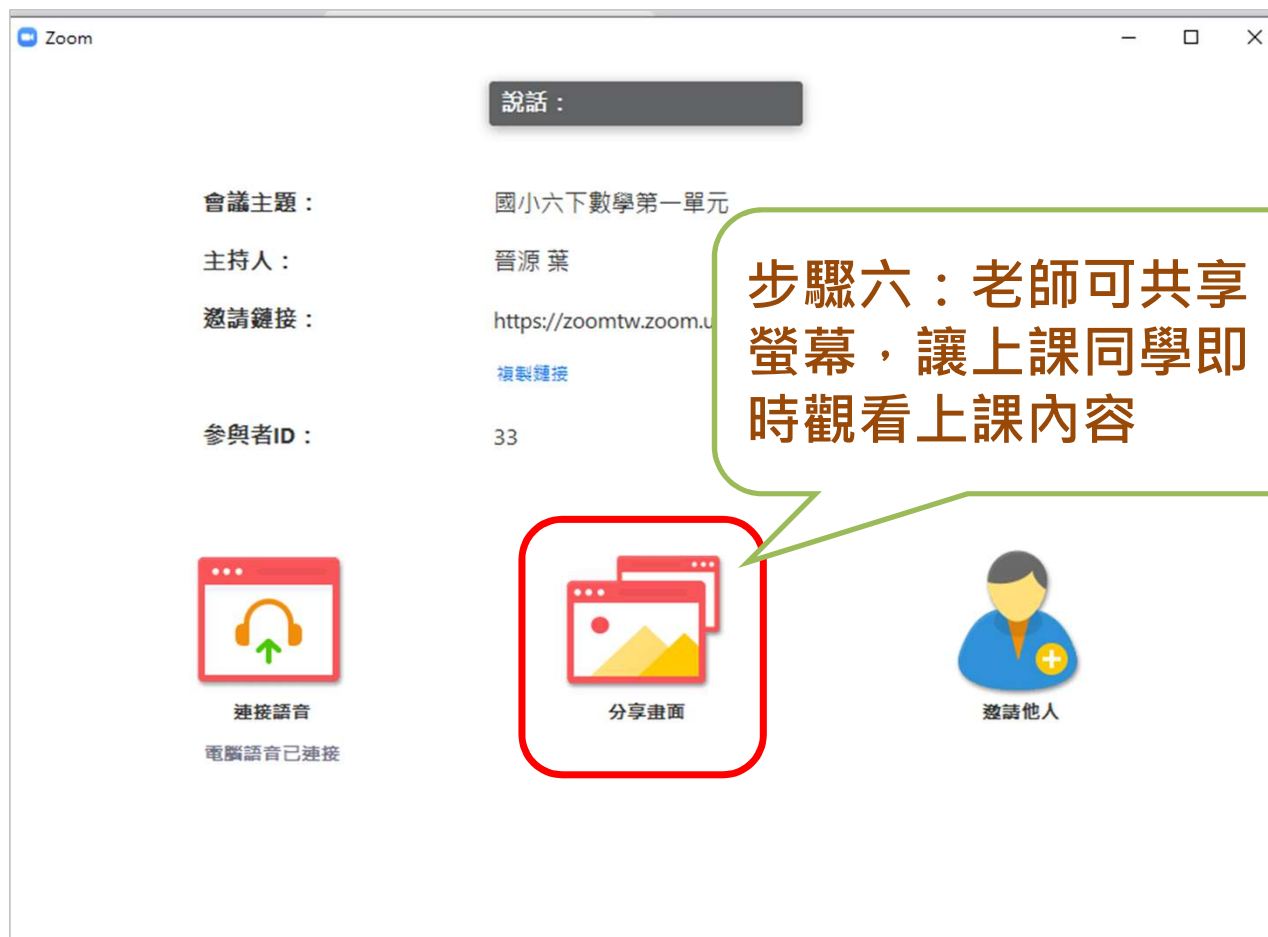 Zoom
說話：
會議主題： 國小六下數學第一單元
主持人： 晉源 葉
邀請鏈接： https://zoomtw.zoom.u
複製鏈接
參與者ID： 33
步驟六：老師可共享
螢幕，讓上課同學即
時觀看上課內容
連接語音
電腦語音已連接
分享畫面
邀請他人